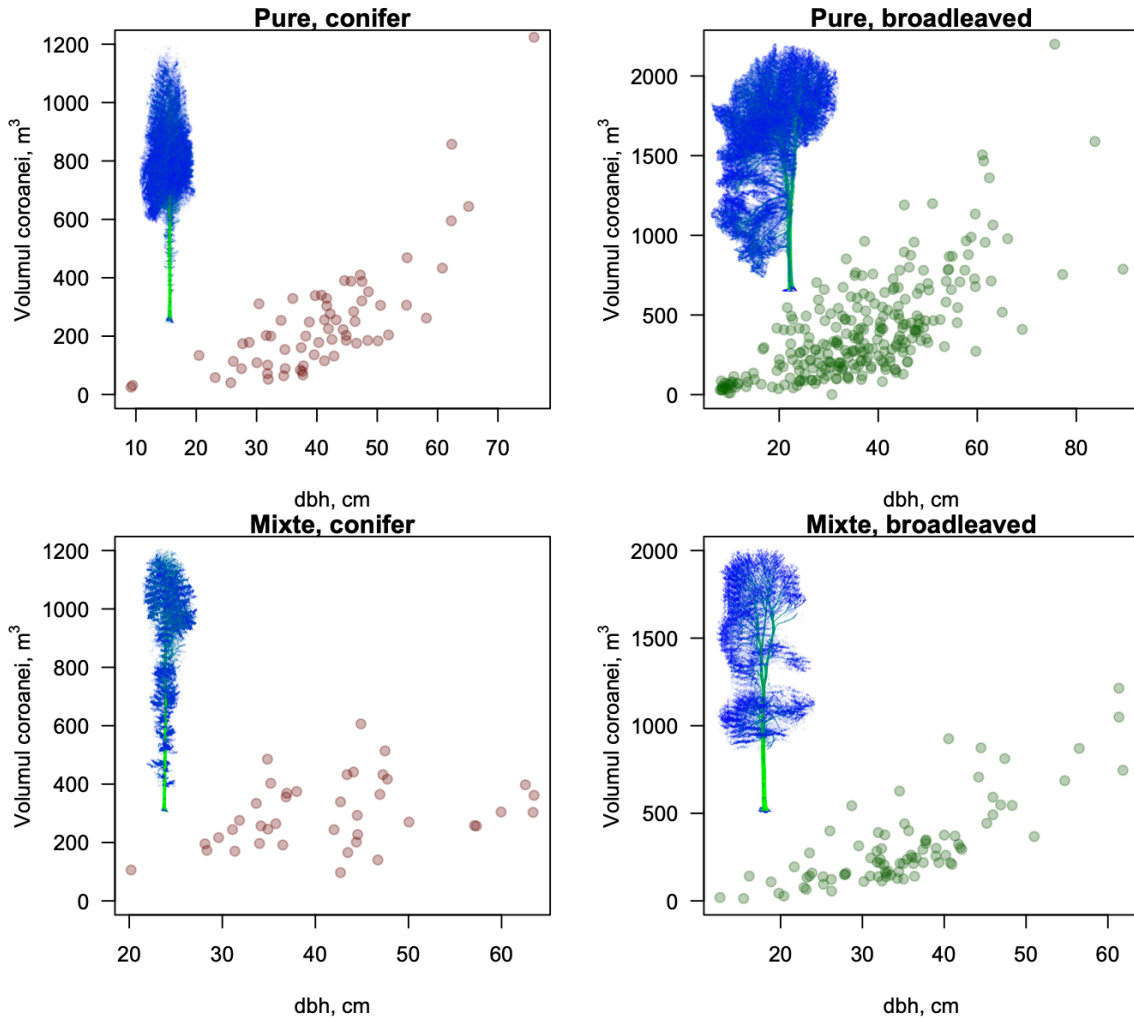 Pure, conifer
Volumul coroanei, m³
1200
1000
800
600
400
200
0
10 20 30 40 50 60 70
dbh, cm
Pure, broadleaved
Volumul coroanei, m³
2000
1500
1000
500
0
20 40 60 80
dbh, cm
Mixte, conifer
Volumul coroanei, m³
1200
1000
800
600
400
200
0
20 30 40 50 60
dbh, cm
Mixte, broadleaved
Volumul coroanei, m³
2000
1500
1000
500
0
20 30 40 50 60
dbh, cm